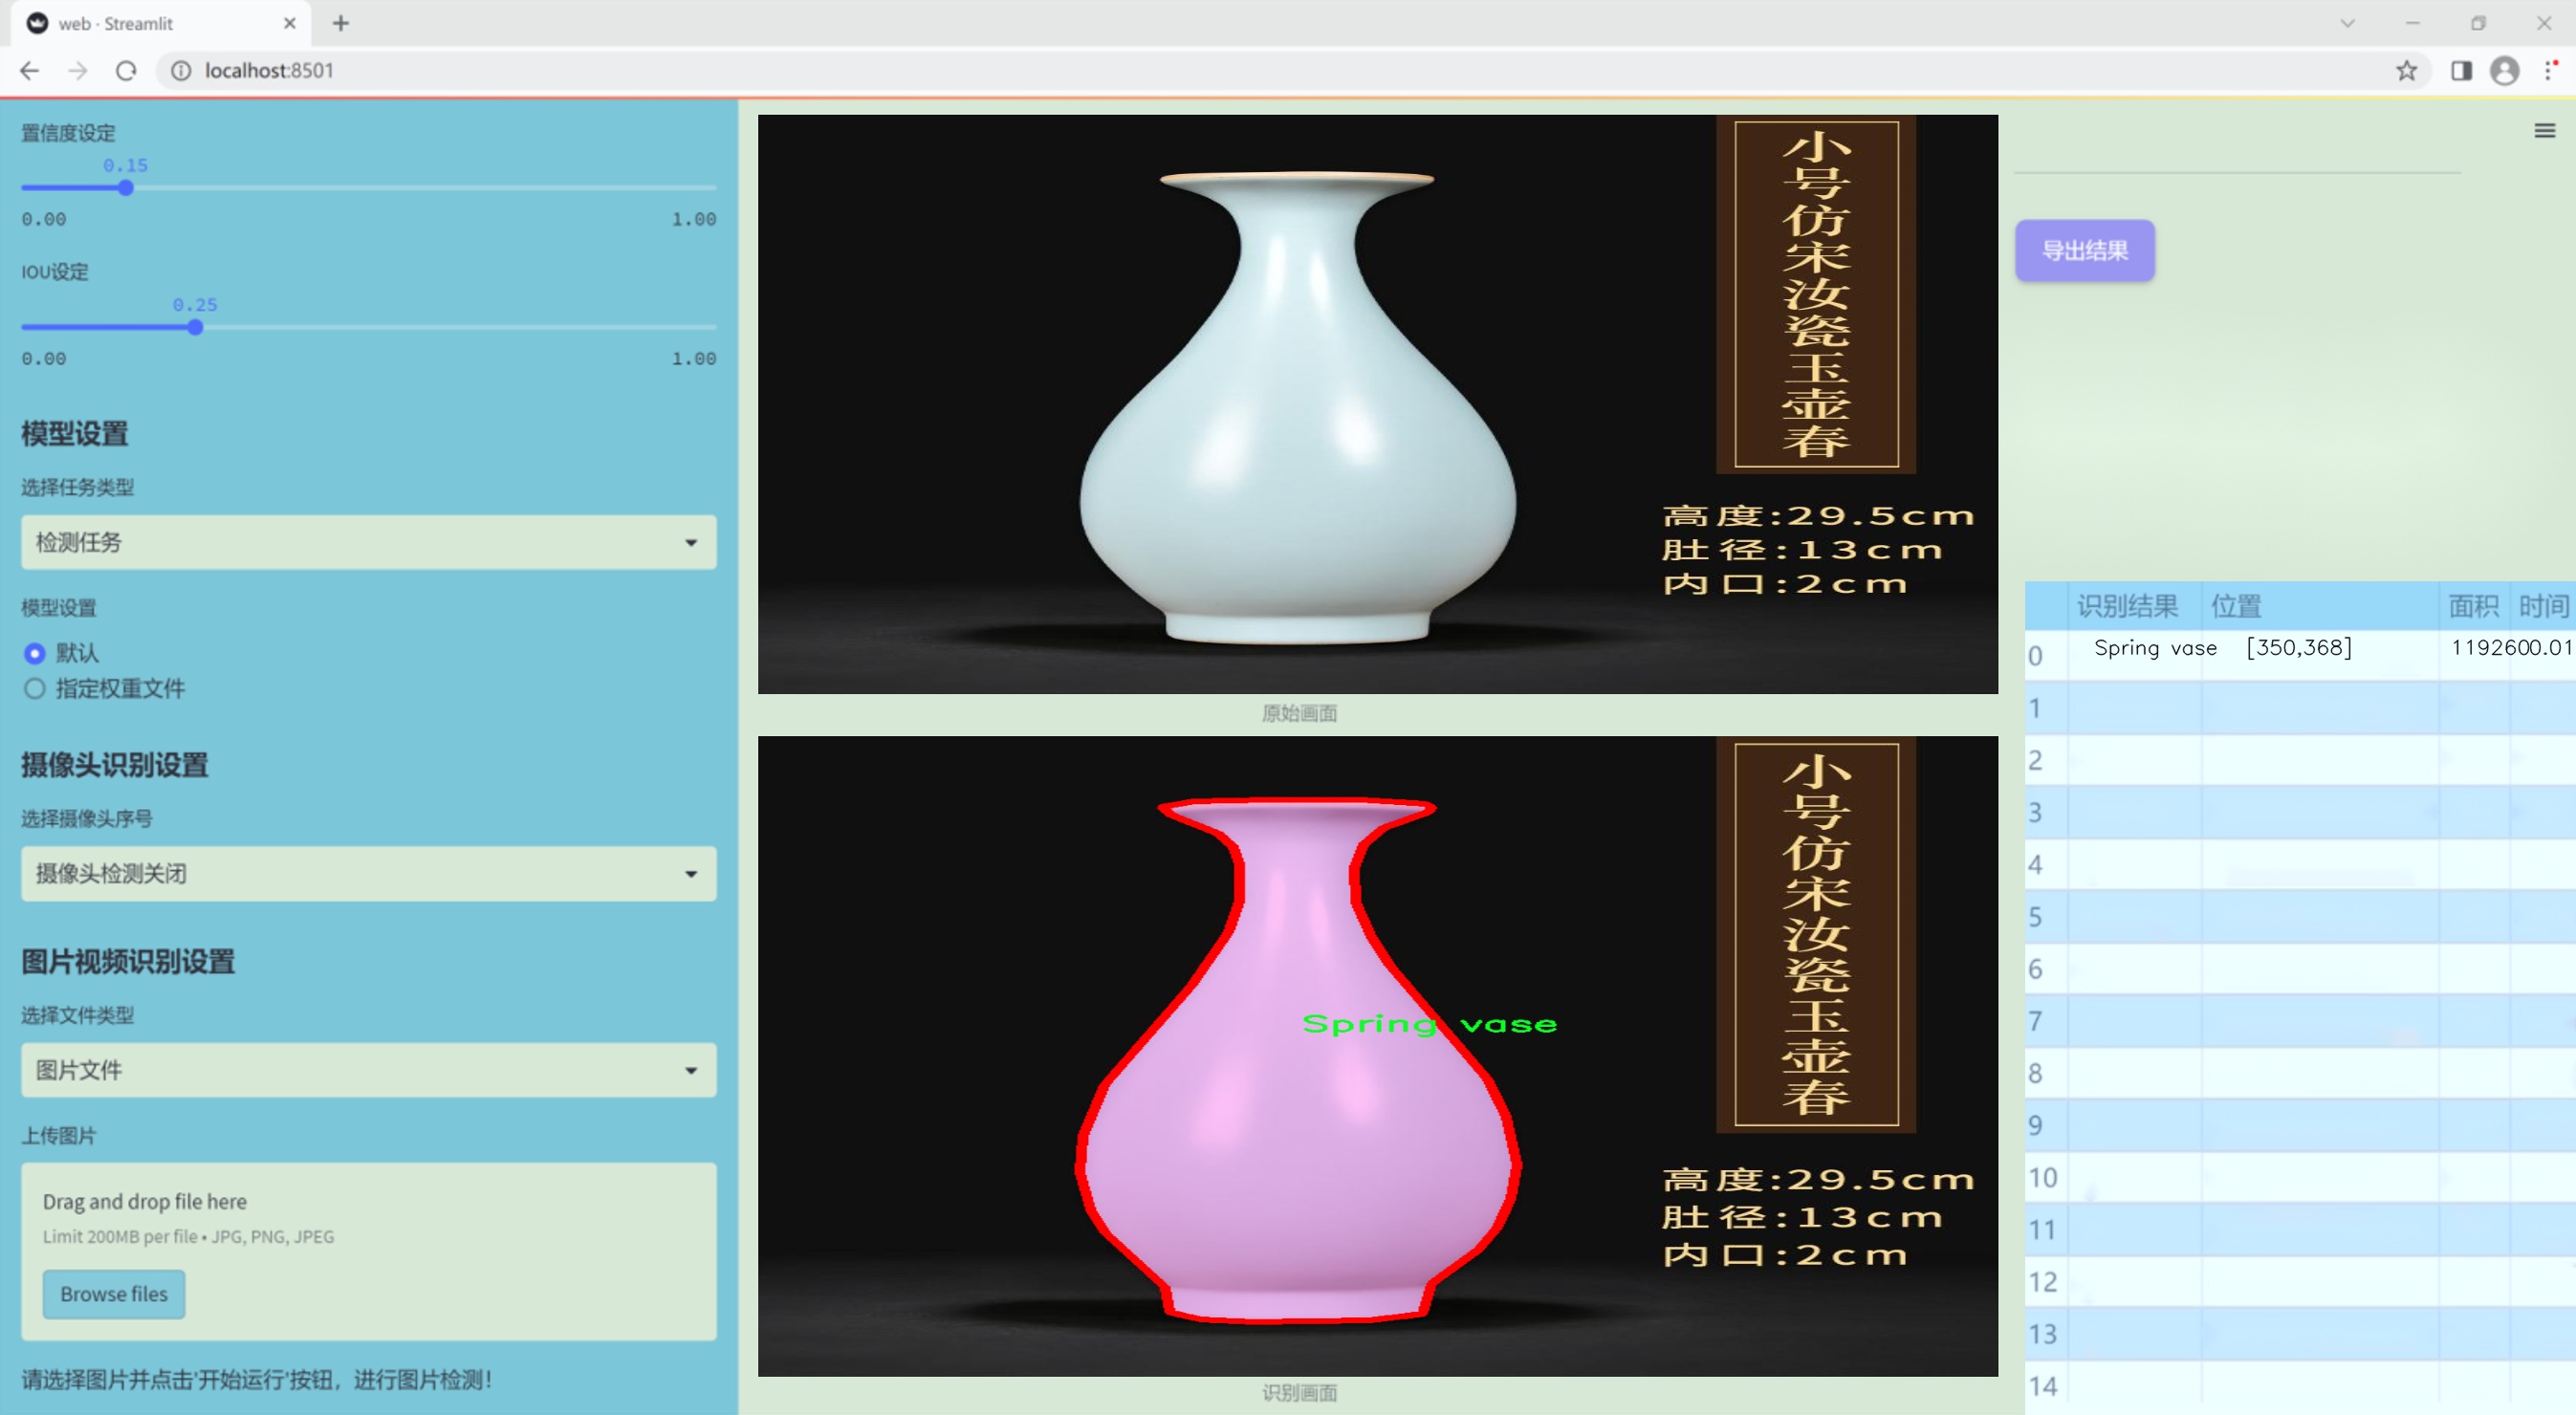 web · Streamlit
localhost:8501
置信度设定
0.15
0.00 1.00
IOU设定
0.25
0.00 1.00
模型设置
选择任务类型
检测任务
模型设置
默认
指定权重文件
摄像头识别设置
选择摄像头序号
摄像头检测关闭
图片视频识别设置
选择文件类型
图片文件
上传图片
Drag and drop file here
Limit 200MB per file • JPG, PNG, JPEG
Browse files
请选择图片并点击'开始运行'按钮，进行图片检测！
小号仿宋汝瓷玉壶春
高度:29.5cm
肚径:13cm
内口:2cm
原始画面
小号仿宋汝瓷玉壶春
Spring vase
高度:29.5cm
肚径:13cm
内口:2cm
识别画面
导出结果
识别结果 位置 面积 时间
0 Spring vase [350,368] 1192600.01
1
2
3
4
5
6
7
8
9
10
11
12
13
14